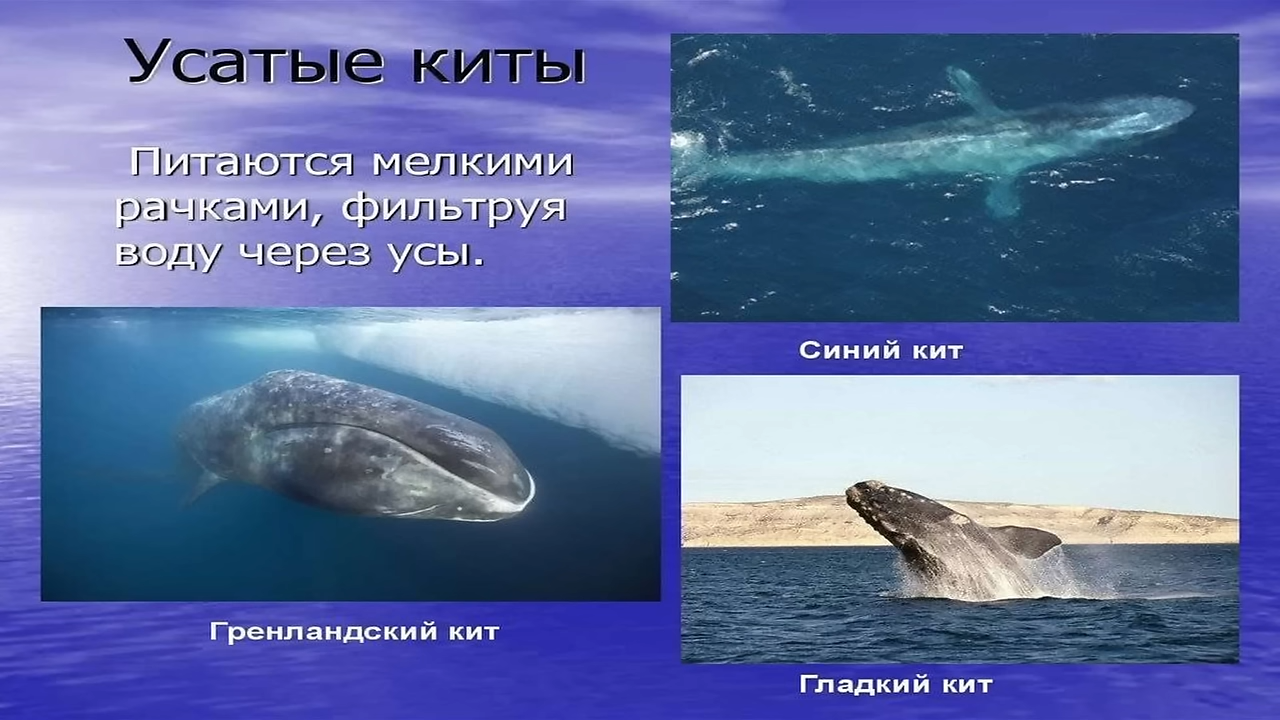 Усатые киты
Питаются мелкими
рачками, фильтруя
воду через усы.
Синий кит
Гренландский кит
Гладкий кит